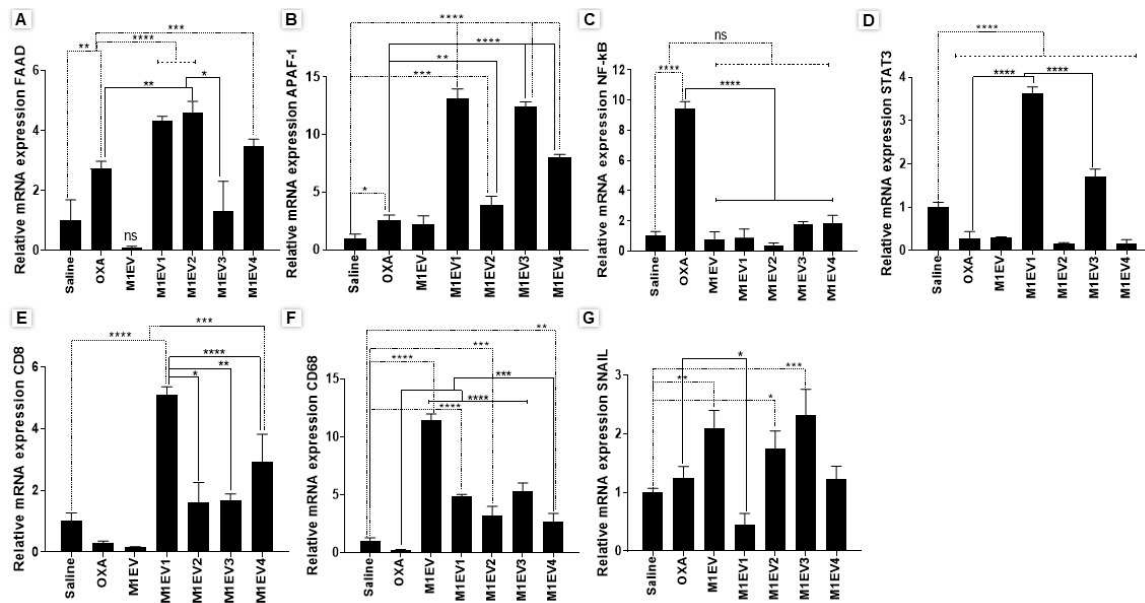 A
Relative mRNA expression FAAD
6
4
2
0
**
***
****
**
*
ns
Saline
OXA
M1EV
M1EV1
M1EV2
M1EV3
M1EV4
B
Relative mRNA expression APAF-1
15
10
5
0
****
****
**
***
*
Saline
OXA
M1EV
M1EV1
M1EV2
M1EV3
M1EV4
C
Relative mRNA expression NF-kB
12
10
8
6
4
2
0
ns
****
****
Saline
OXA
M1EV
M1EV1
M1EV2
M1EV3
M1EV4
D
Relative mRNA expression STAT3
4
3
2
1
0
****
****
****
Saline
OXA
M1EV
M1EV1
M1EV2
M1EV3
M1EV4
E
Relative mRNA expression CD8
6
4
2
0
****
***
****
**
*
Saline
OXA
M1EV
M1EV1
M1EV2
M1EV3
M1EV4
F
Relative mRNA expression CD68
15
10
5
0
**
***
****
***
****
****
Saline
OXA
M1EV
M1EV1
M1EV2
M1EV3
M1EV4
G
Relative mRNA expression SNAIL
3
2
1
0
*
***
**
*
Saline
OXA
M1EV
M1EV1
M1EV2
M1EV3
M1EV4